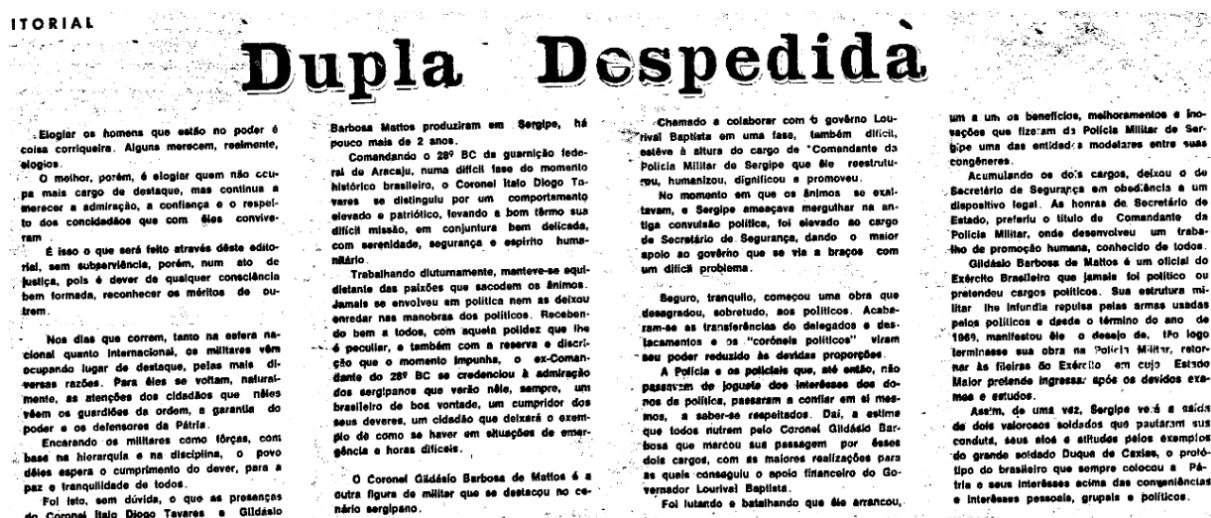 ITORIAL
Dupla Despedida
Elogiar os homens que estão no poder é
coisa corriqueira. Alguns merecem, realmente,
elogios.
O melhor, porém, é elogiar quem não ocu-
pa mais cargo de destaque, mas continua a
merecer a admiração, a confiança e o respei-
to dos concidadãos que com êles convive-
ram
É isso o que será feito através dêste edito-
rial, sem subserviência, porém, num ato de
justiça, pois é dever de qualquer consciência
bem formada, reconhecer os méritos de ou-
trem.
Nos dias que correm, tanto na esfera na-
cional quanto internacional, os militares vêm
ocupando lugar de destaque, pelas mais di-
versas razões. Para êles se voltam, natural-
mente, as atenções dos cidadãos que nêles
vêem os guardiões da ordem, a garantia do
poder e os defensores da Pátria.
Encarando os militares como fôrças, com
base na hierarquia e na disciplina, o povo
dêles espera o cumprimento do dever, para a
paz e tranquilidade de todos.
Foi isto, sem dúvida, o que as presenças
do Coronel Italo Diogo Tavares e Gildásio
Barbosa Mattos produziram em Sergipe, há
pouco mais de 2 anos.
Comandando o 28º BC da guarnição fede-
ral de Aracaju, numa difícil fase do momento
histórico brasileiro, o Coronel Italo Diogo Ta-
vares se distinguiu por um comportamento
elevado e patriótico, levando a bom têrmo sua
difícil missão, em conjuntura bem delicada,
com serenidade, segurança e espírito huma-
nitário.
Trabalhando diuturnamente, manteve-se equi-
distante das paixões que sacodem os ânimos.
Jamais se envolveu em política nem se deixou
enredar nas manobras dos políticos. Receben-
do bem a todos, com aquela polidez que lhe
é peculiar, e também com a reserva e discri-
ção que o momento impunha, o ex-Coman-
dante do 28º BC se credenciou à admiração
dos sergipanos que verão nêle, sempre, um
brasileiro de boa vontade, um cumpridor dos
seus deveres, um cidadão que deixará o exem-
plo de como se haver em situações de emer-
gência e horas difíceis.
O Coronel Gildásio Barbosa de Mattos é a
outra figura de militar que se destacou no ce-
nário sergipano.
Chamado a colaborar com o govêrno Lou-
rival Baptista em uma fase, também difícil,
estêve à altura do cargo de Comandante da
Polícia Militar de Sergipe que êle reestrutu-
rou, humanizou, dignificou e promoveu.
No momento em que os ânimos se exal-
tavam, e Sergipe ameaçava mergulhar na an-
tiga convulsão política, foi elevado ao cargo
de Secretário de Segurança, dando o maior
apoio ao govêrno que se via a braços com
um difícil problema.
Seguro, tranquilo, começou uma obra que
desagradou, sobretudo, aos políticos. Acaba-
ram-se as transferências do delegados e des-
tacamentos e os "coronéis políticos" viram
seu poder reduzido às devidas proporções.
A Polícia e os policiais que, até então, não
passavam de joguete dos interêsses dos do-
nos da política, passaram a confiar em si mes-
mos, a saber-se respeitados. Daí, a estima
que todos nutrem pelo Coronel Gildásio Bar-
bosa que marcou sua passagem por êsses
dois cargos, com as maiores realizações para
as quais conseguiu o apoio financeiro do Go-
vernador Lourival Baptista.
Foi lutando e batalhando que êle arrancou,
um a um os benefícios, melhoramentos e ino-
vações que fizeram da Polícia Militar de Ser-
gipe uma das entidades modelares entre suas
congêneres.
Acumulando os dois cargos, deixou o de
Secretário de Segurança em obediência a um
dispositivo legal. As honras de Secretário de
Estado, preferiu o título de Comandante da
Polícia Militar, onde desenvolveu um traba-
lho de promoção humana, conhecido de todos.
Gildásio Barbosa de Mattos é um oficial do
Exército Brasileiro que jamais foi político ou
pretendeu cargos políticos. Sua estrutura mi-
litar lhe infundia repulsa pelas armas usadas
pelos políticos e desde o término do ano de
1969, manifestou êle o desejo de, tão logo
terminasse sua obra na Polícia Militar, retor-
nar às fileiras do Exército em cujo Estado
Maior pretende ingressar após os devidos exa-
mes e estudos.
Assim, de uma vez, Sergipe verá a saída
de dois valorosos soldados que pautaram sua
conduta, seus atos e atitudes pelos exemplos
do grande soldado Duque de Caxias, o protó-
tipo do brasileiro que sempre colocou a Pá-
tria e seus interêsses acima das conveniências
e interêsses pessoais, grupais e políticos.